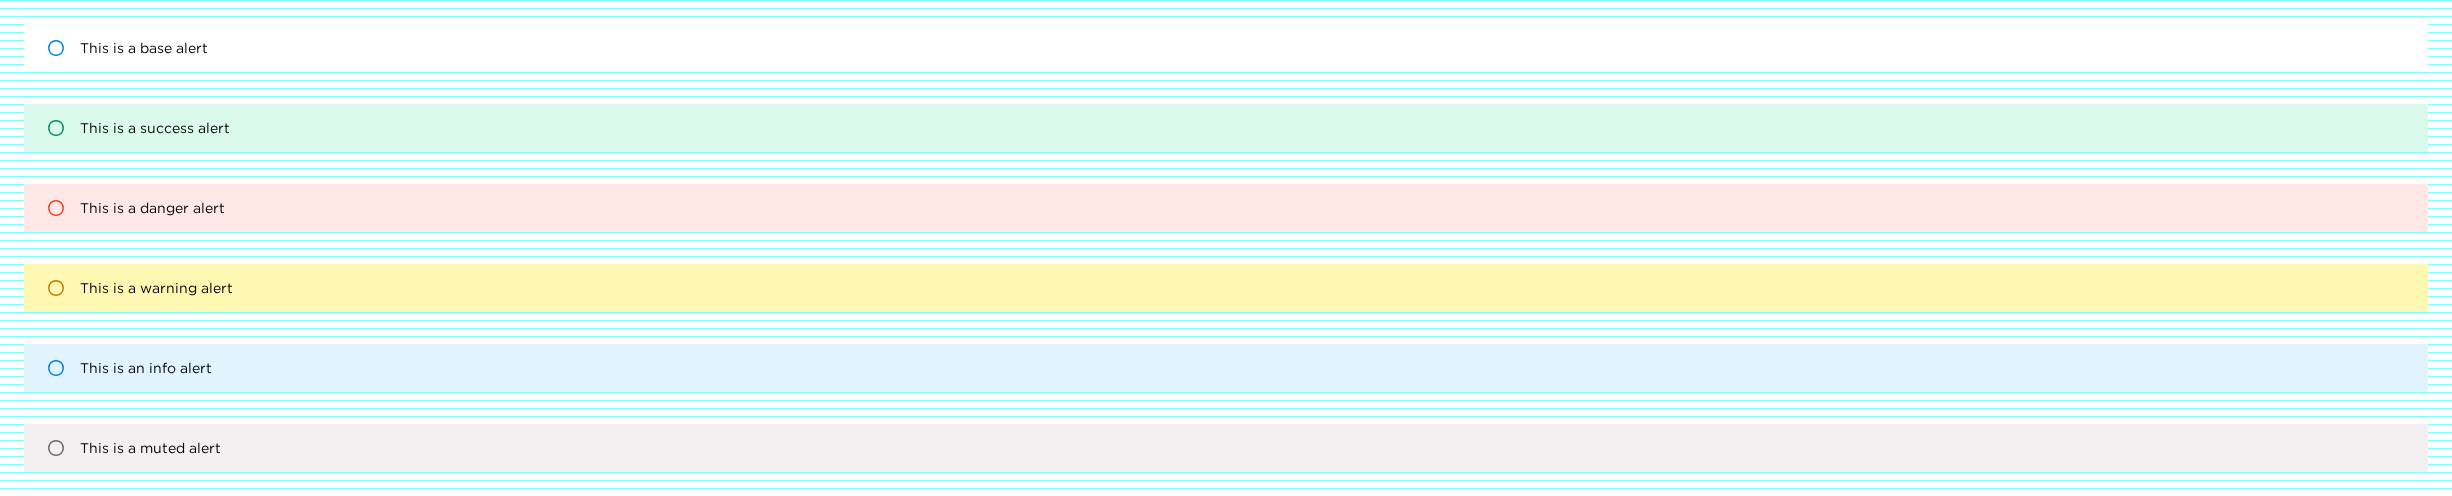 This is a base alert
This is a success alert
This is a danger alert
This is a warning alert
This is an info alert
This is a muted alert